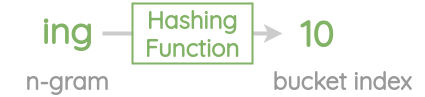 ing
Hashing
Function
10
n-gram
bucket index